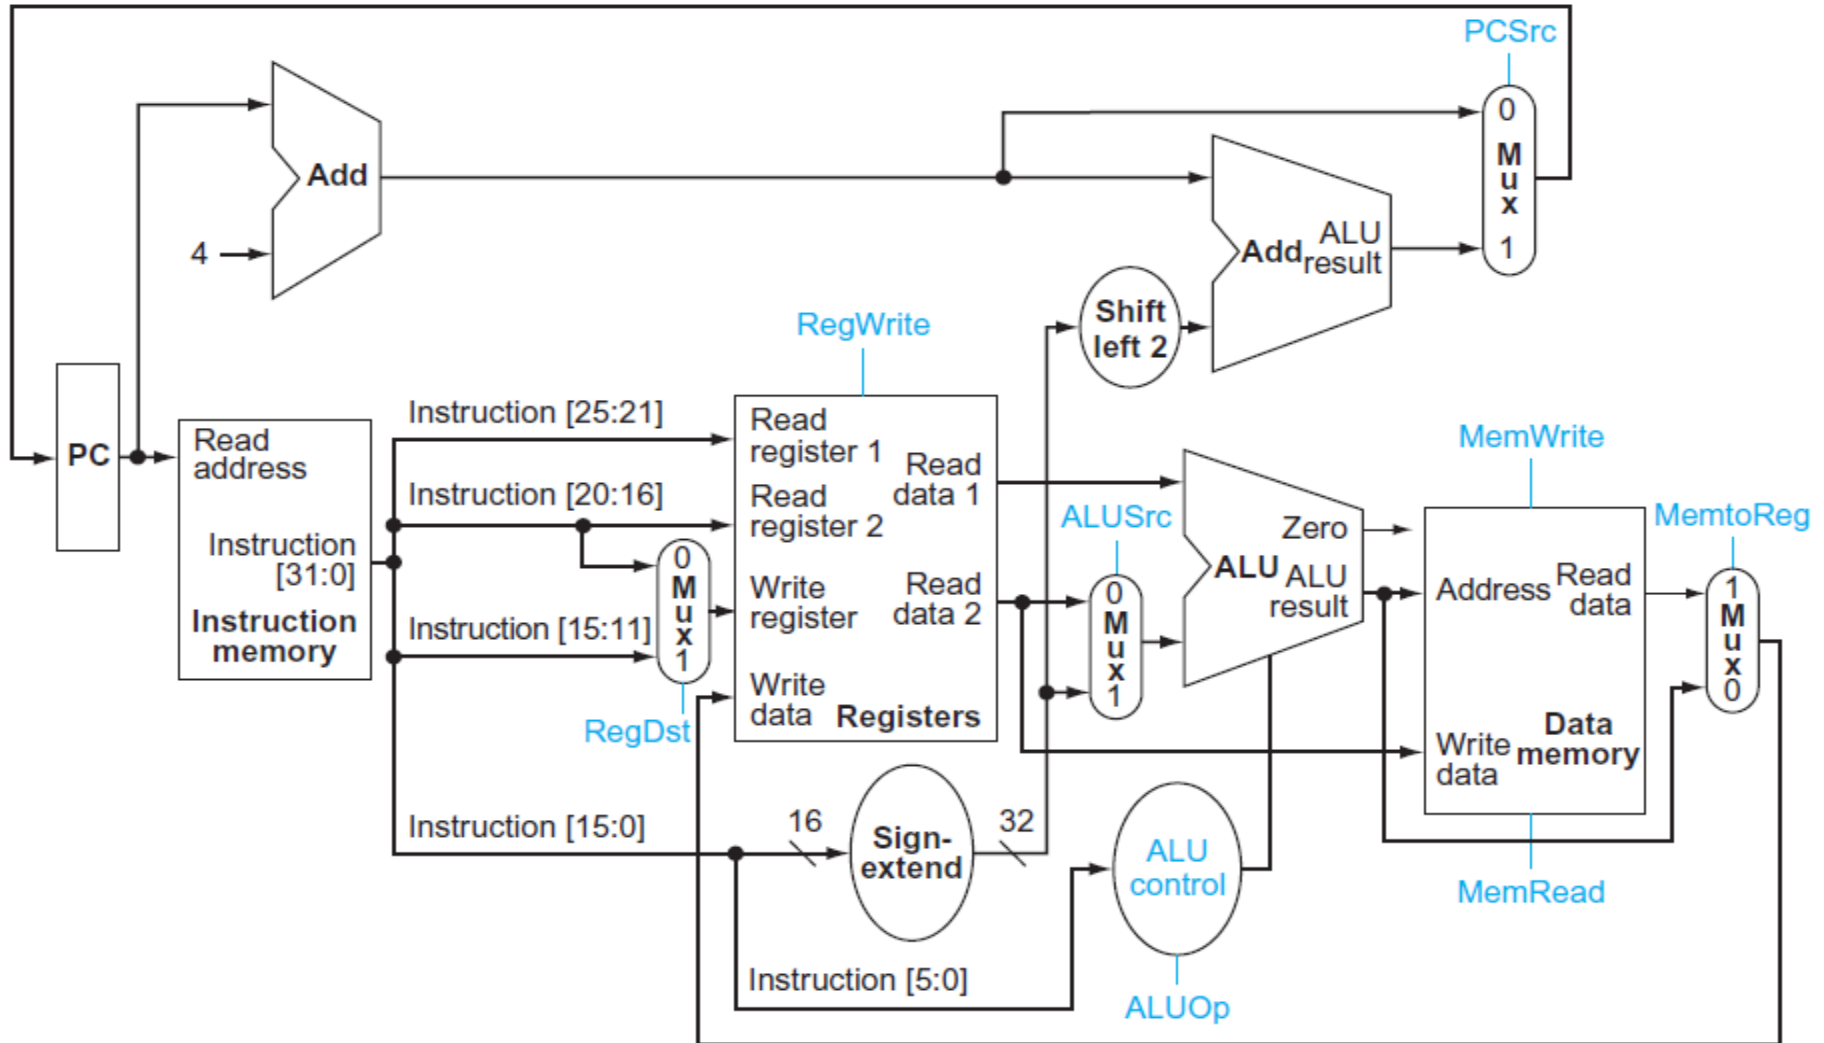 PCSrc
0
Mux
1
Add
4
Add ALU
result
Shift
left 2
RegWrite
PC
Read
address
Instruction
[31:0]
Instruction
memory
Instruction [25:21]
Instruction [20:16]
Instruction [15:11]
Instruction [15:0]
0
Mux
1
RegDst
Read
register 1
Read
register 2
Write
register
Write
data
Read
data 1
Read
data 2
Registers
16
Sign-
extend
32
Instruction [5:0]
ALUSrc
0
Mux
1
Zero
ALU
ALU
result
ALU
control
ALUOp
MemWrite
Address
Read
data
Write
data
Data
memory
MemRead
MemtoReg
1
Mux
0